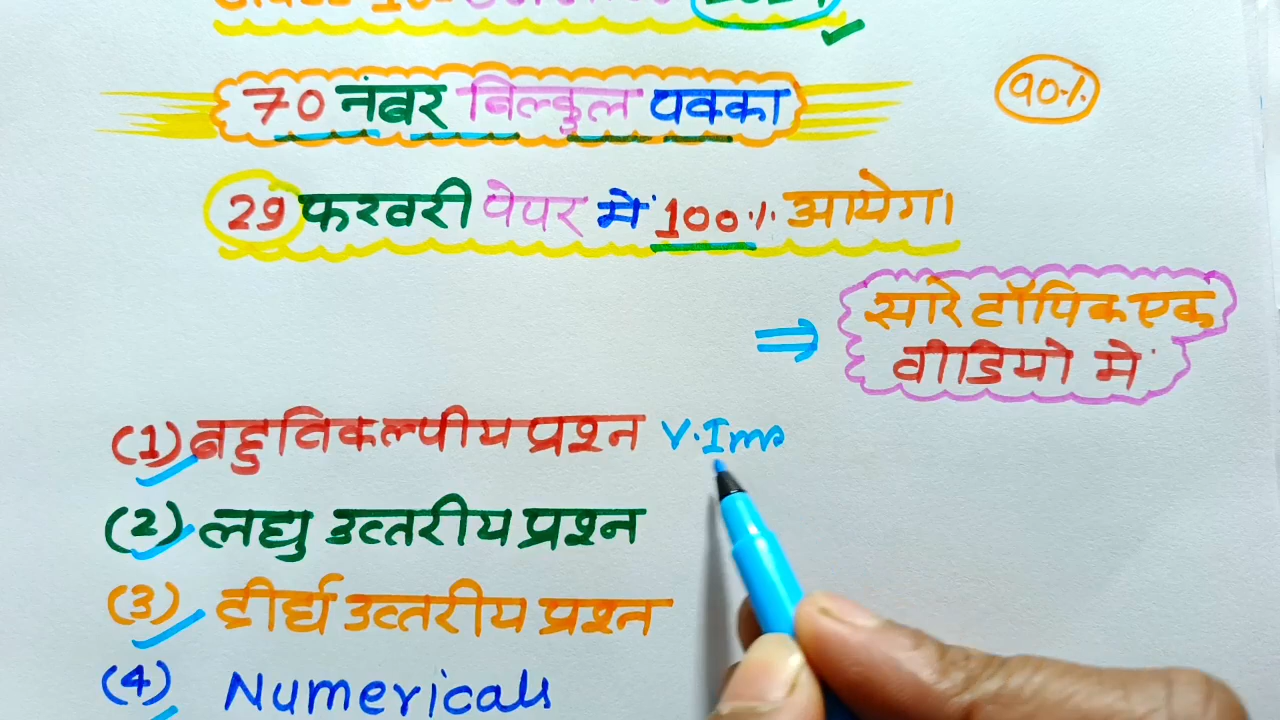 70 नंबर बिल्कुल पक्का
90%
29 फरवरी पेपर में 100% आयेगा
सारे टॉपिक एक
वीडियो में
(1) बहुविकल्पीय प्रश्न V.Imp
(2) लघु उत्तरीय प्रश्न
(3) दीर्घ उत्तरीय प्रश्न
(4) Numericals